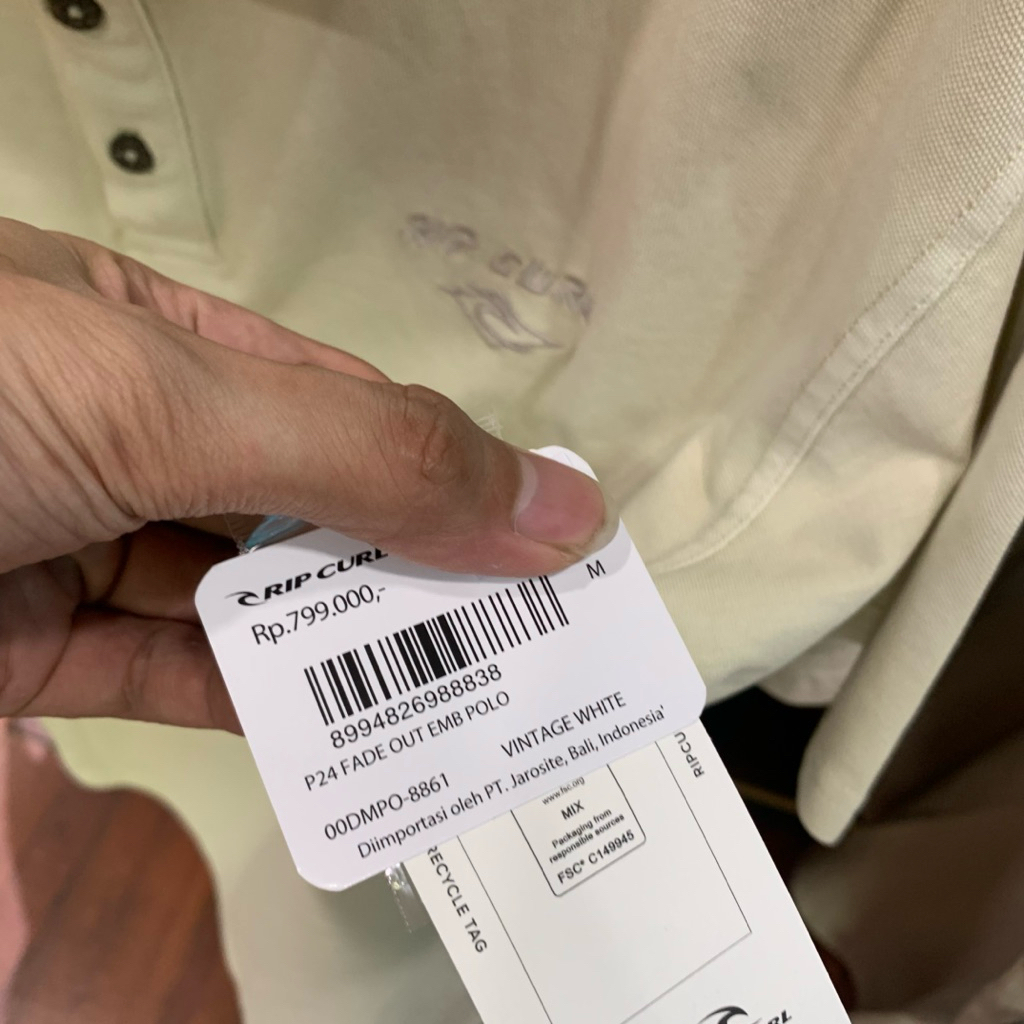 RIP CURL
RIP CURL
Rp.799.000,-
M
8994826988838
P24 FADE OUT EMB POLO
VINTAGE WHITE
00DMPO-8861
Diimportasi oleh PT. Jarosite, Bali, Indonesia'
www.fsc.org
MIX
Packaging from
responsible sources
FSC® C149945
RIPCU
RECYCLE TAG